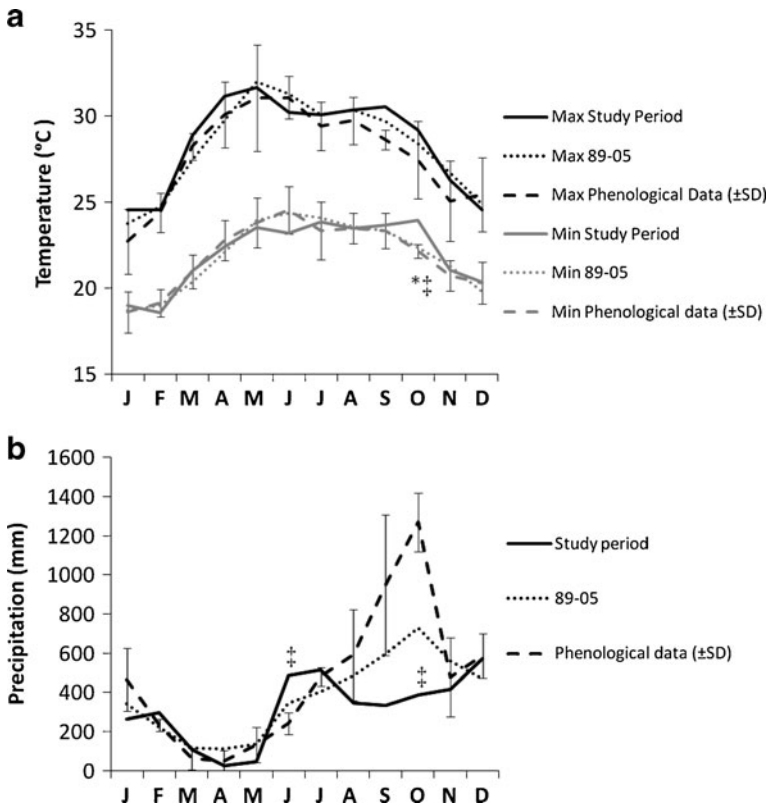 a
35
30
25
20
15
Temperature (°C)
J F M A M J J A S O N D
*‡
‡
Max Study Period
Max 89-05
Max Phenological Data (±SD)
Min Study Period
Min 89-05
Min Phenological data (±SD)
b
1600
1400
1200
1000
800
600
400
200
0
Precipitation (mm)
J F M A M J J A S O N D
‡
‡
Study period
89-05
Phenological data (±SD)